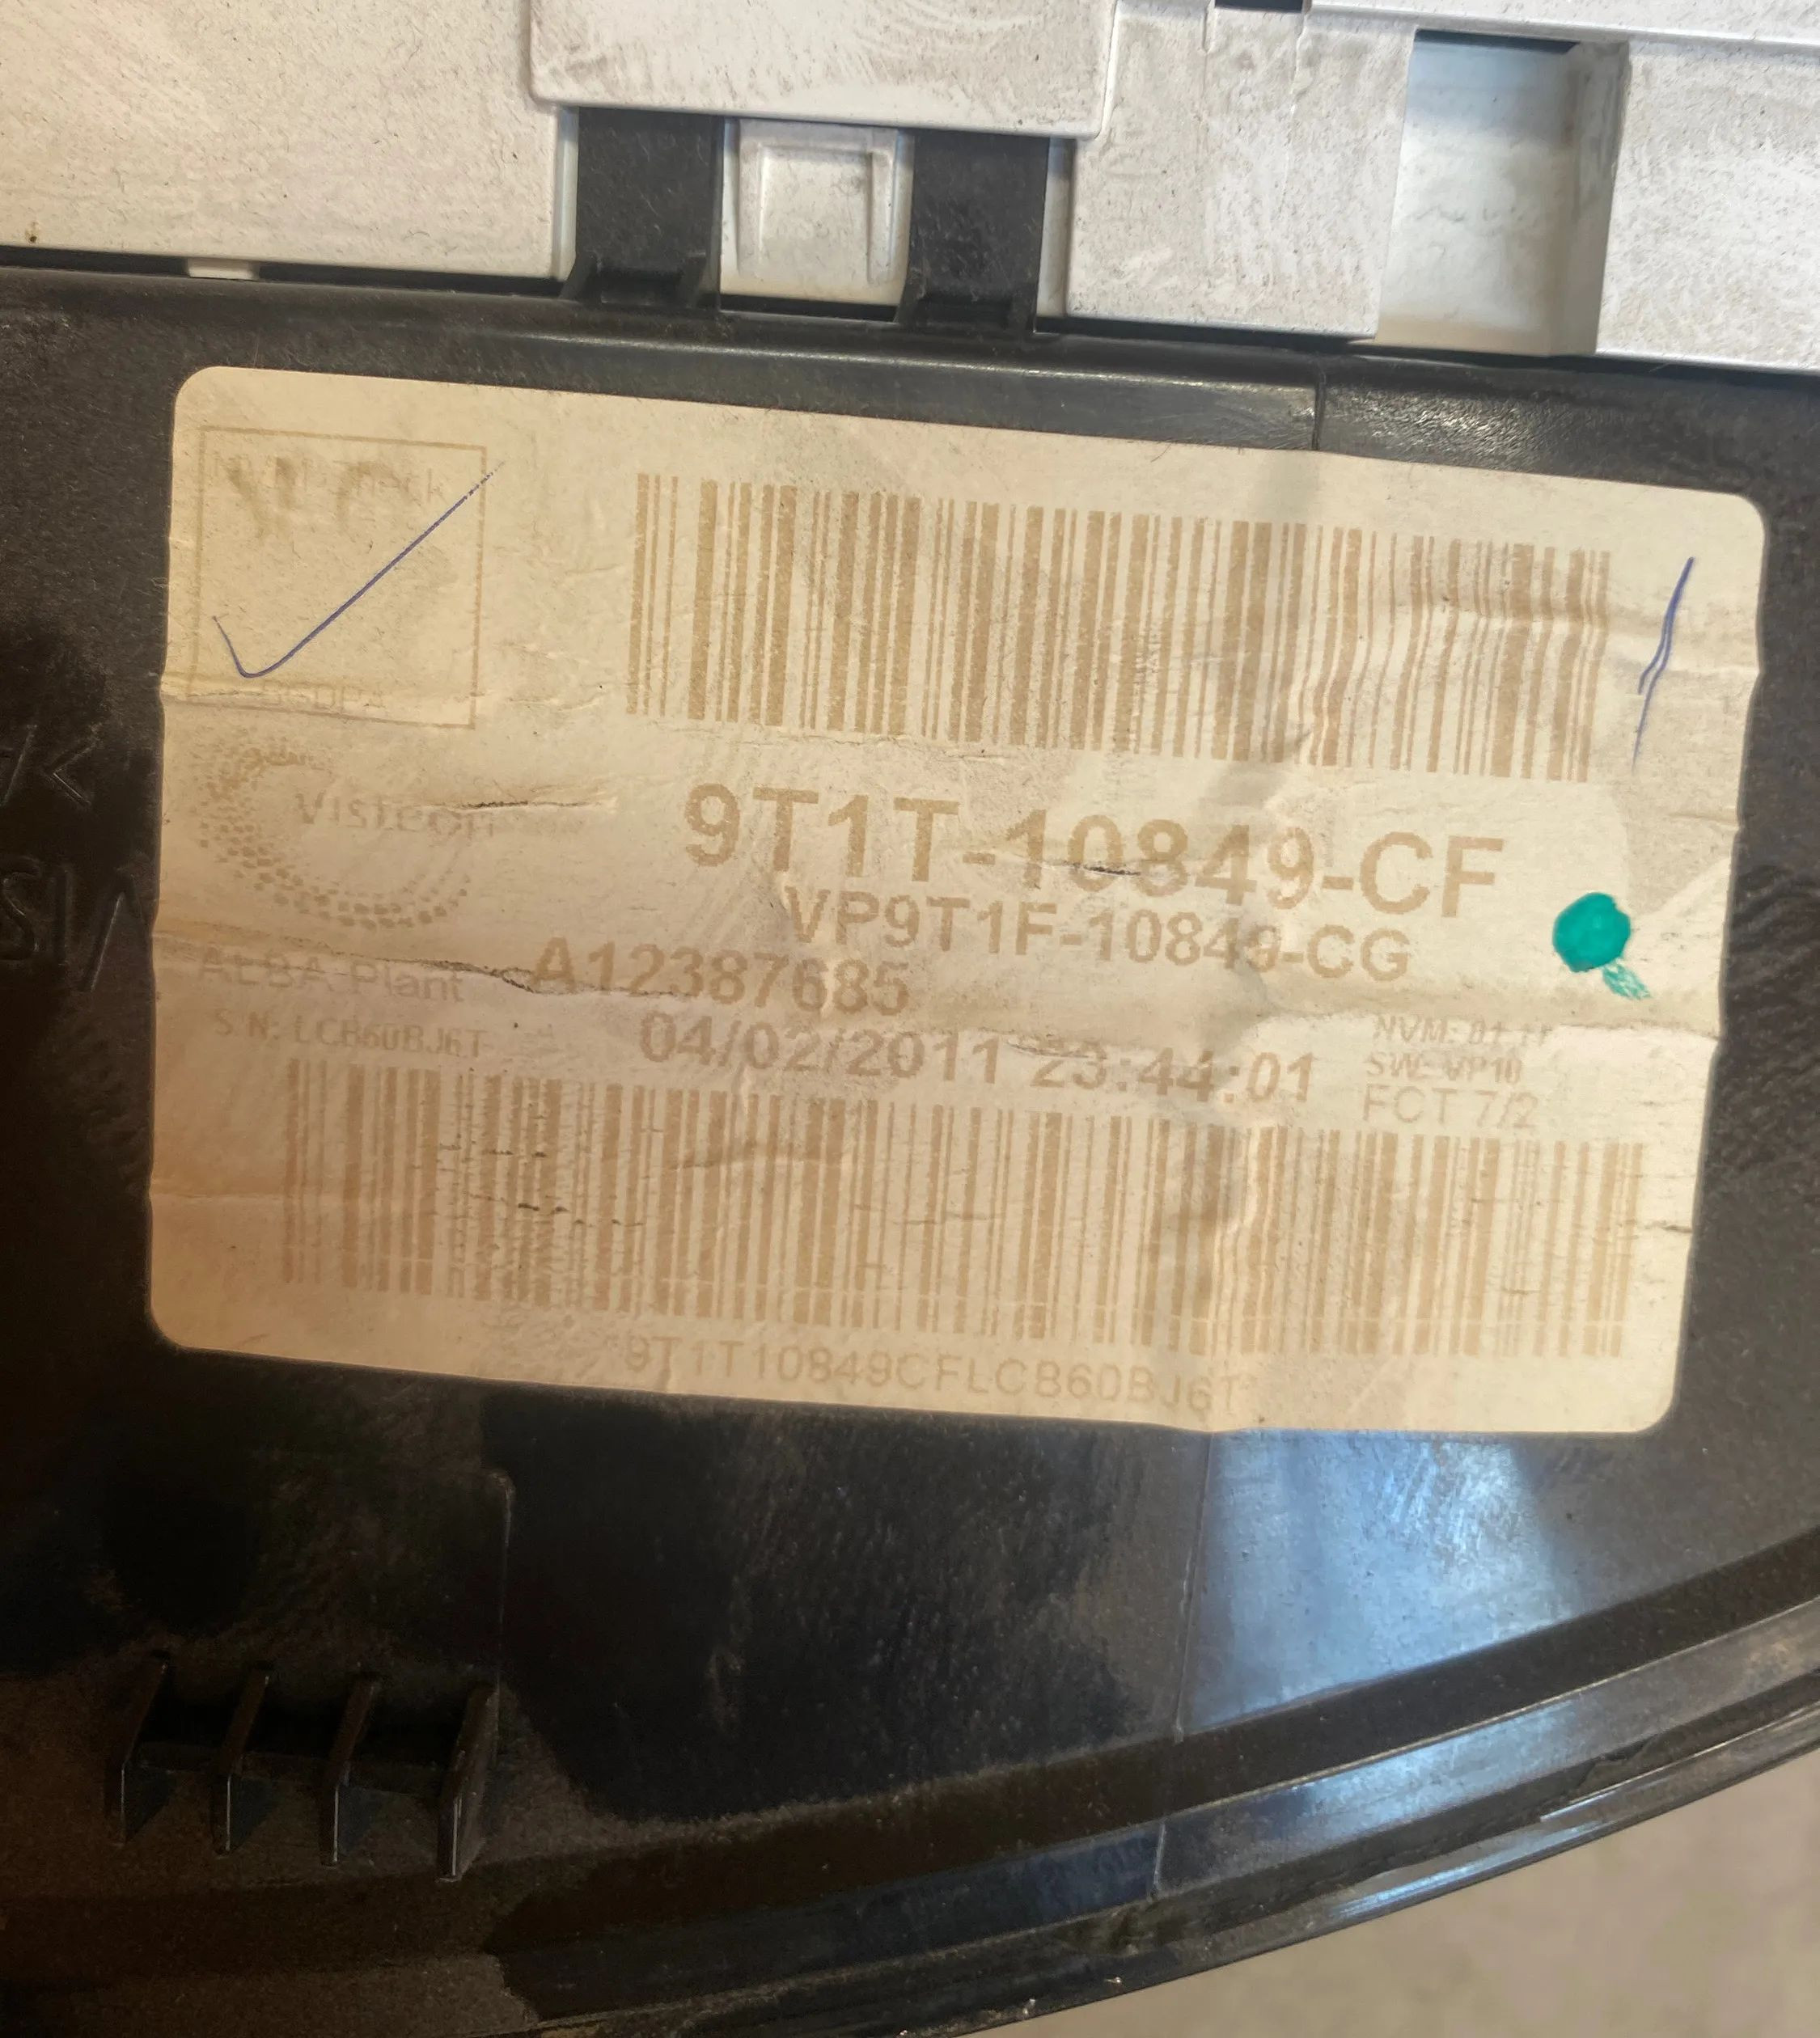 Visteon
9T1T-10849-CF
VP9T1F-10849-CG
ALBA Plant
A12387685
S.N: LCB60BJ6T
04/02/2011 23:44:01
NVM: 01.11
SW: VP10
FCT 7/2
9T1T10849CFLCB60BJ6T